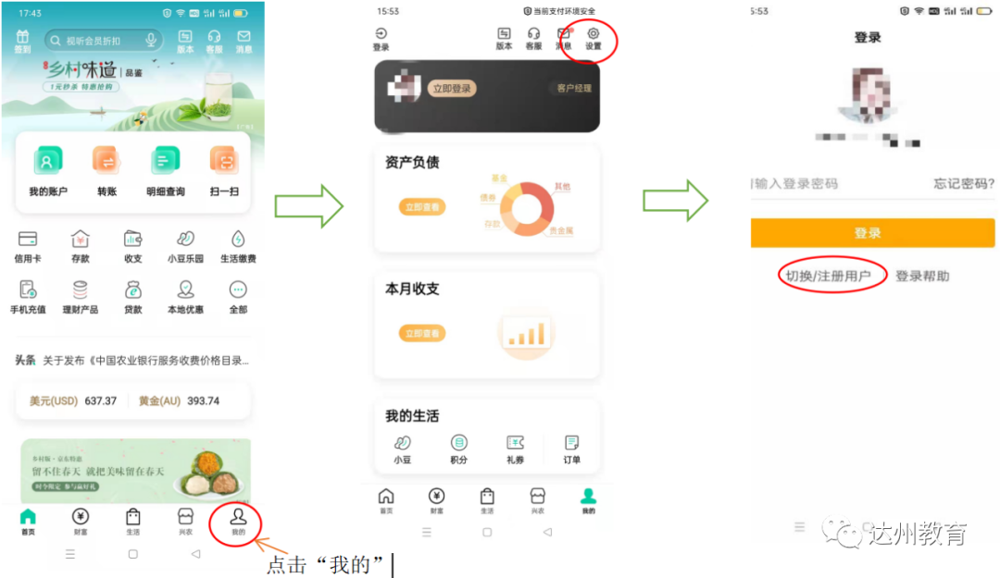 17:43
签到
视听会员折扣
版本
客服
消息
乡村味道 | 品鉴
1元秒杀 特惠抢购
我的账户
转账
明细查询
扫一扫
信用卡
存款
收支
小豆乐园
生活缴费
手机充值
理财产品
贷款
本地优惠
全部
头条 关于发布《中国农业银行服务收费价格目录...
美元(USD) 637.37 黄金(AU) 393.74
乡村振·京东特惠
留不住春天 就把美味留在春天
时令限定 参与赢好礼
首页
财富
生活
兴农
我的
点击“我的”
15:53
当前支付环境安全
登录
版本
客服
消息
设置
立即登录
客户经理
资产负债
立即查看
基金
其他
债券
存款
贵金属
本月收支
立即查看
我的生活
小豆
积分
礼券
订单
首页
财富
生活
兴农
我的
5:53
登录
输入登录密码
忘记密码?
登录
切换/注册用户
登录帮助
达州教育